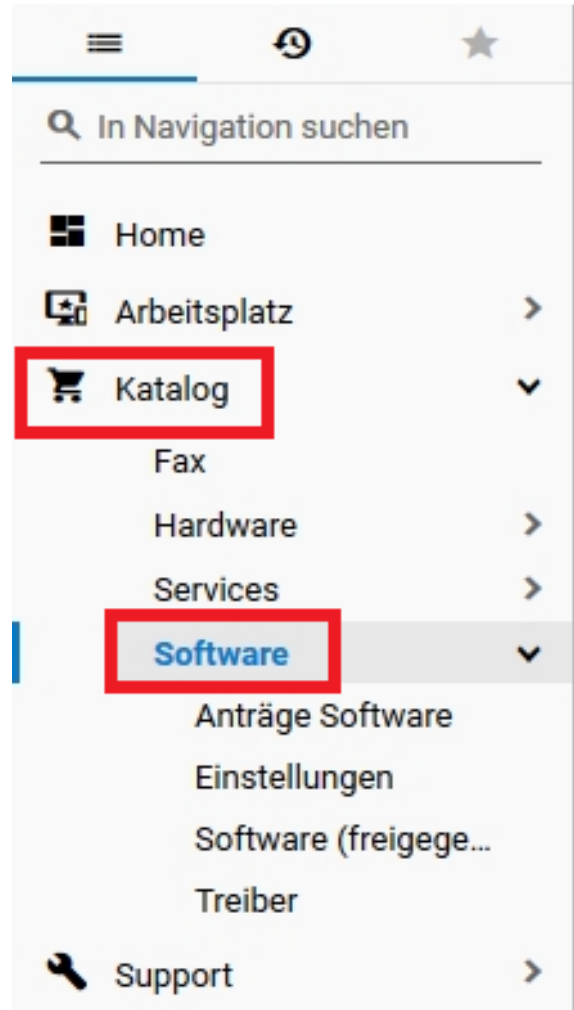 In Navigation suchen
Home
Arbeitsplatz
Katalog
Fax
Hardware
Services
Software
Anträge Software
Einstellungen
Software (freigege...
Treiber
Support